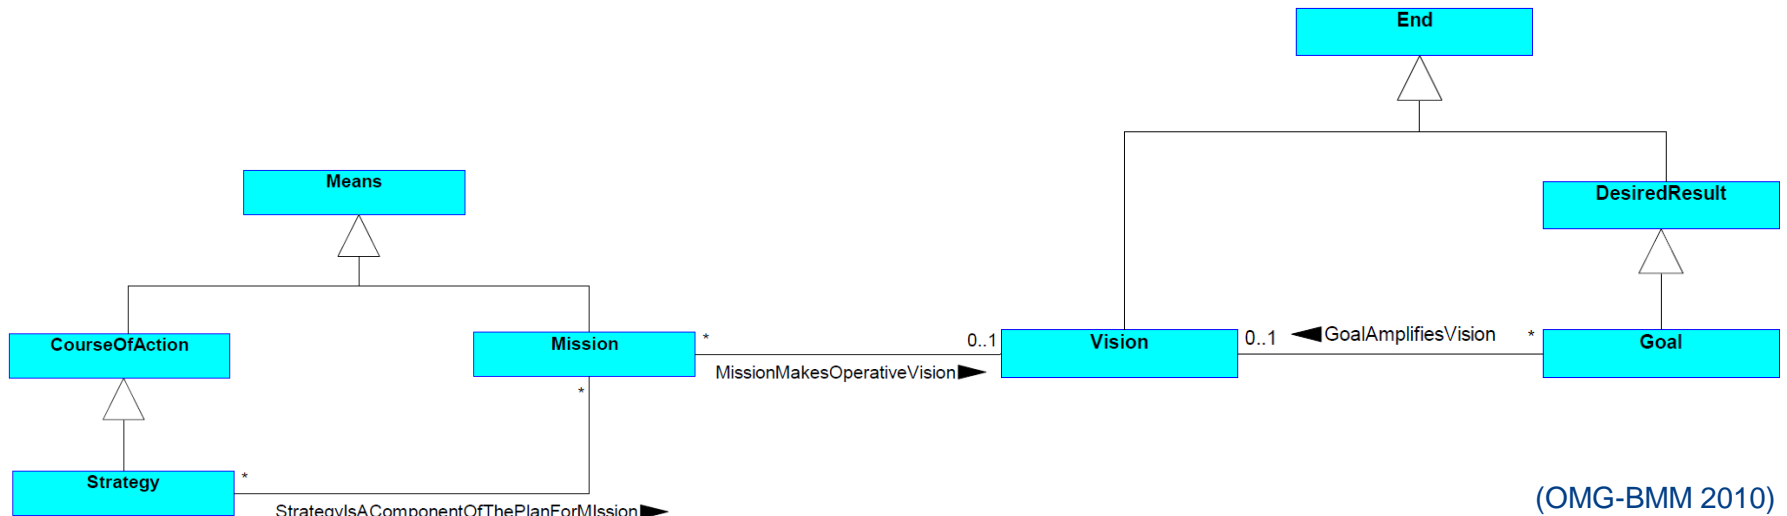 End
Means
DesiredResult
CourseOfAction
Mission
*
0..1
Vision
0..1
GoalAmplifiesVision
*
Goal
MissionMakesOperativeVision
*
Strategy
*
StrategyIsAComponentOfThePlanForMIssion
(OMG-BMM 2010)